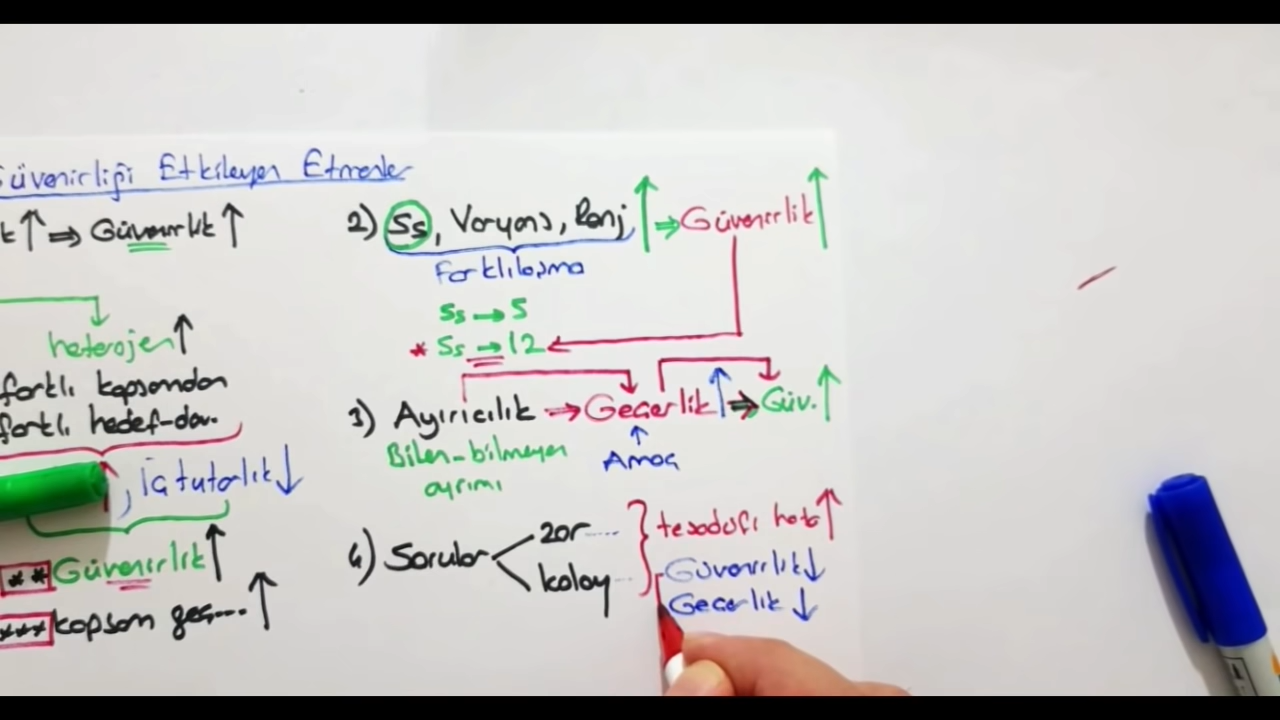 Güvenirliği Etkileyen Etmenler
k↑ ⇒ Güvenirlik ↑
heterojen ↑
farklı kapsamdan
farklı hedef-dav.
↑, İç tutarlık ↓
** Güvenirlik ↑
*** kapsam geç.... ↑
2) Ss, Varyans, Ranj ↑ ⇒ Güvenirlik ↑
Farklılaşma
Ss → 5
* Ss → 12
3) Ayırıcılık ⇒ Geçerlik ↑ ⇒ Güv. ↑
Bilen-bilmeyen
ayrımı
Amaç
4) Sorular
zor ....
kolay ...
tesadüfi hata ↑
Güvenirlik ↓
Geçerlik ↓